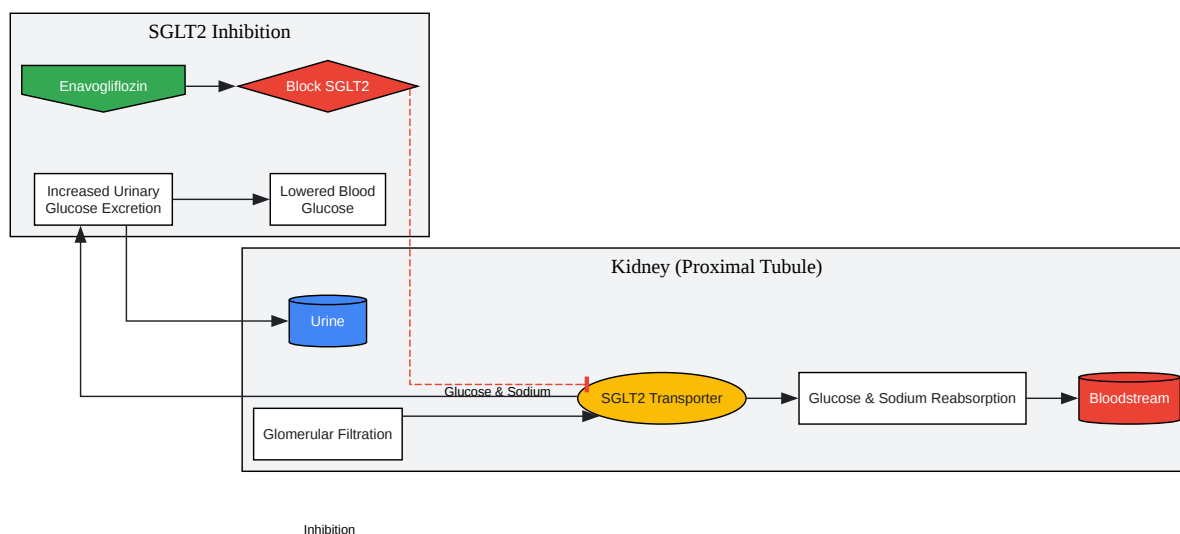 SGLT2 Inhibition
Enavogliflozin
Block SGLT2
Increased Urinary
Glucose Excretion
Lowered Blood
Glucose
Kidney (Proximal Tubule)
Urine
Glucose & Sodium
SGLT2 Transporter
Glucose & Sodium Reabsorption
Bloodstream
Glomerular Filtration
Inhibition